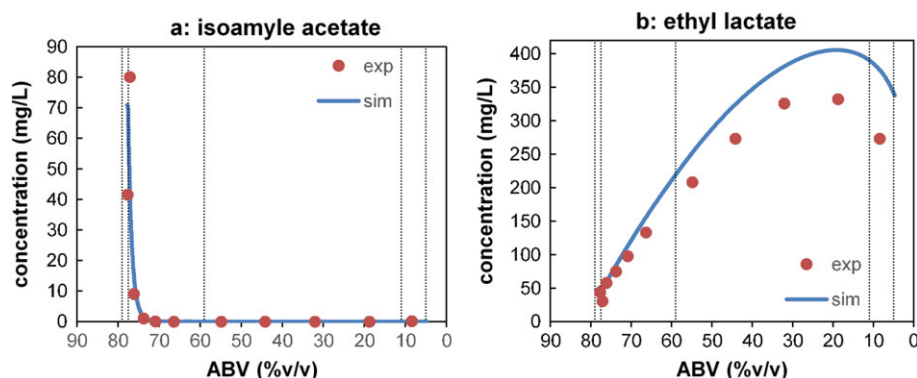 a: isoamyle acetate
concentration (mg/L)
90
80
70
60
50
40
30
20
10
0
exp
sim
90 80 70 60 50 40 30 20 10 0
ABV (%v/v)
b: ethyl lactate
concentration (mg/L)
400
350
300
250
200
150
100
50
0
exp
sim
90 80 70 60 50 40 30 20 10 0
ABV (%v/v)